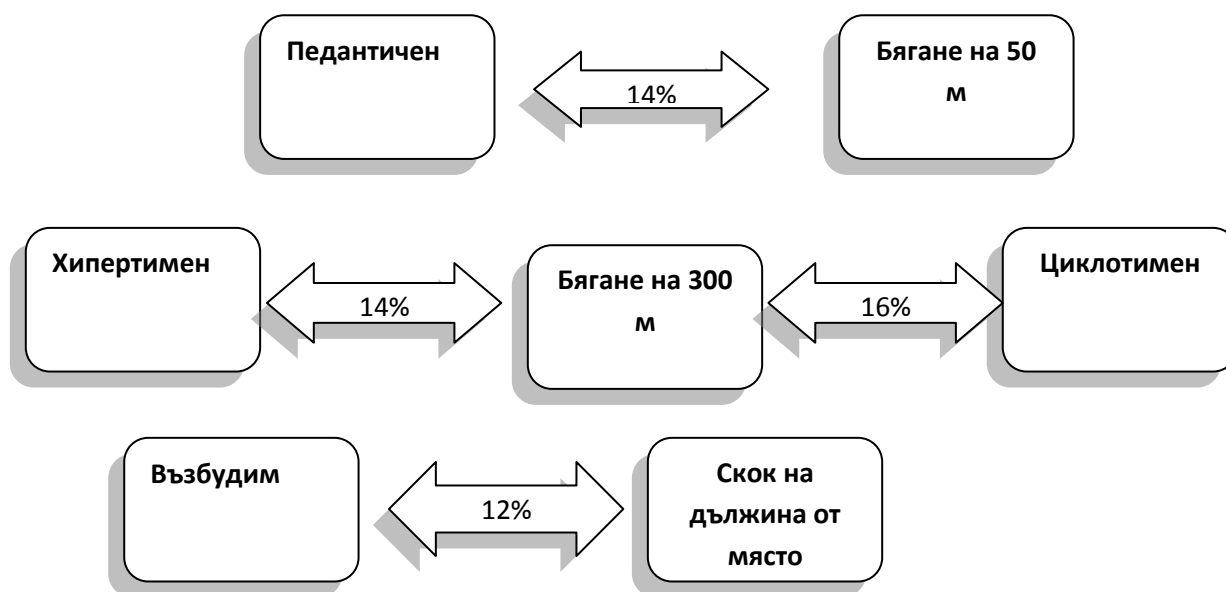 Педантичен
14%
Бягане на 50
м
Хипертимен
14%
Бягане на 300
м
16%
Циклотимен
Възбудим
12%
Скок на
дължина от
място